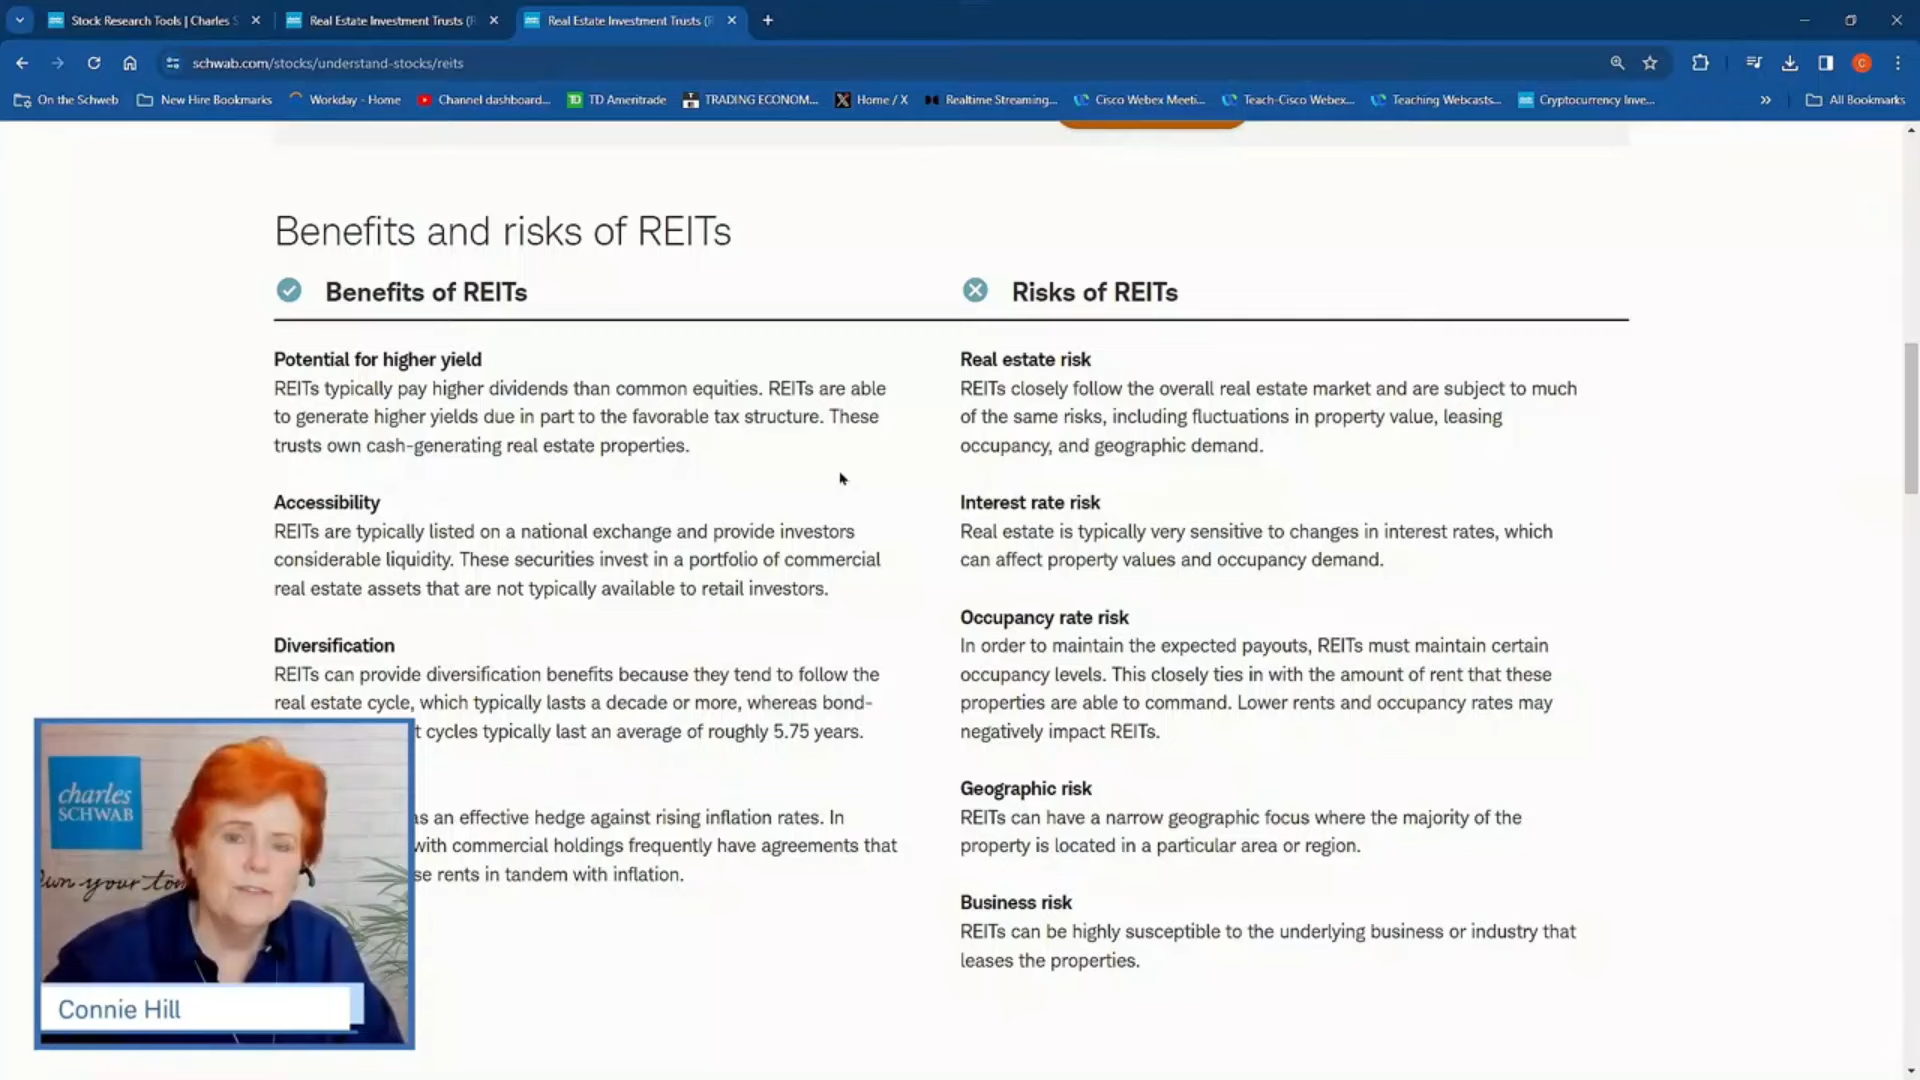 Stock Research Tools | Charles S
Real Estate Investment Trusts (R
Real Estate Investment Trusts (R
schwab.com/stocks/understand-stocks/reits
On the Schweb
New Hire Bookmarks
Workday - Home
Channel dashboard...
TD Ameritrade
TRADING ECONOM...
Home / X
Realtime Streaming...
Cisco Webex Meeti...
Teach-Cisco Webex...
Teaching Webcasts...
Cryptocurrency Inve...
»
All Bookmarks
Benefits and risks of REITs
Benefits of REITs
Potential for higher yield
REITs typically pay higher dividends than common equities. REITs are able
to generate higher yields due in part to the favorable tax structure. These
trusts own cash-generating real estate properties.
Accessibility
REITs are typically listed on a national exchange and provide investors
considerable liquidity. These securities invest in a portfolio of commercial
real estate assets that are not typically available to retail investors.
Diversification
REITs can provide diversification benefits because they tend to follow the
real estate cycle, which typically lasts a decade or more, whereas bond-
t cycles typically last an average of roughly 5.75 years.
as an effective hedge against rising inflation rates. In
with commercial holdings frequently have agreements that
se rents in tandem with inflation.
Risks of REITs
Real estate risk
REITs closely follow the overall real estate market and are subject to much
of the same risks, including fluctuations in property value, leasing
occupancy, and geographic demand.
Interest rate risk
Real estate is typically very sensitive to changes in interest rates, which
can affect property values and occupancy demand.
Occupancy rate risk
In order to maintain the expected payouts, REITs must maintain certain
occupancy levels. This closely ties in with the amount of rent that these
properties are able to command. Lower rents and occupancy rates may
negatively impact REITs.
Geographic risk
REITs can have a narrow geographic focus where the majority of the
property is located in a particular area or region.
Business risk
REITs can be highly susceptible to the underlying business or industry that
leases the properties.
charles
SCHWAB
your
Connie Hill